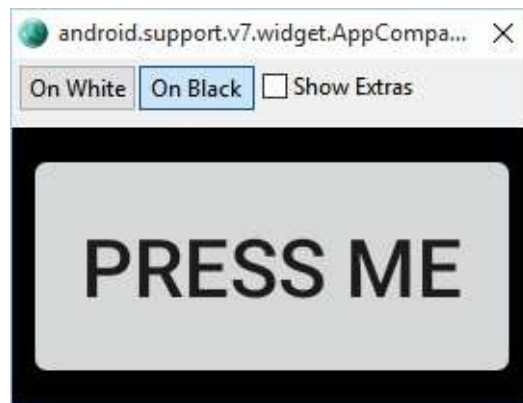 android.support.v7.widget.AppCompa...
On White On Black Show Extras
PRESS ME